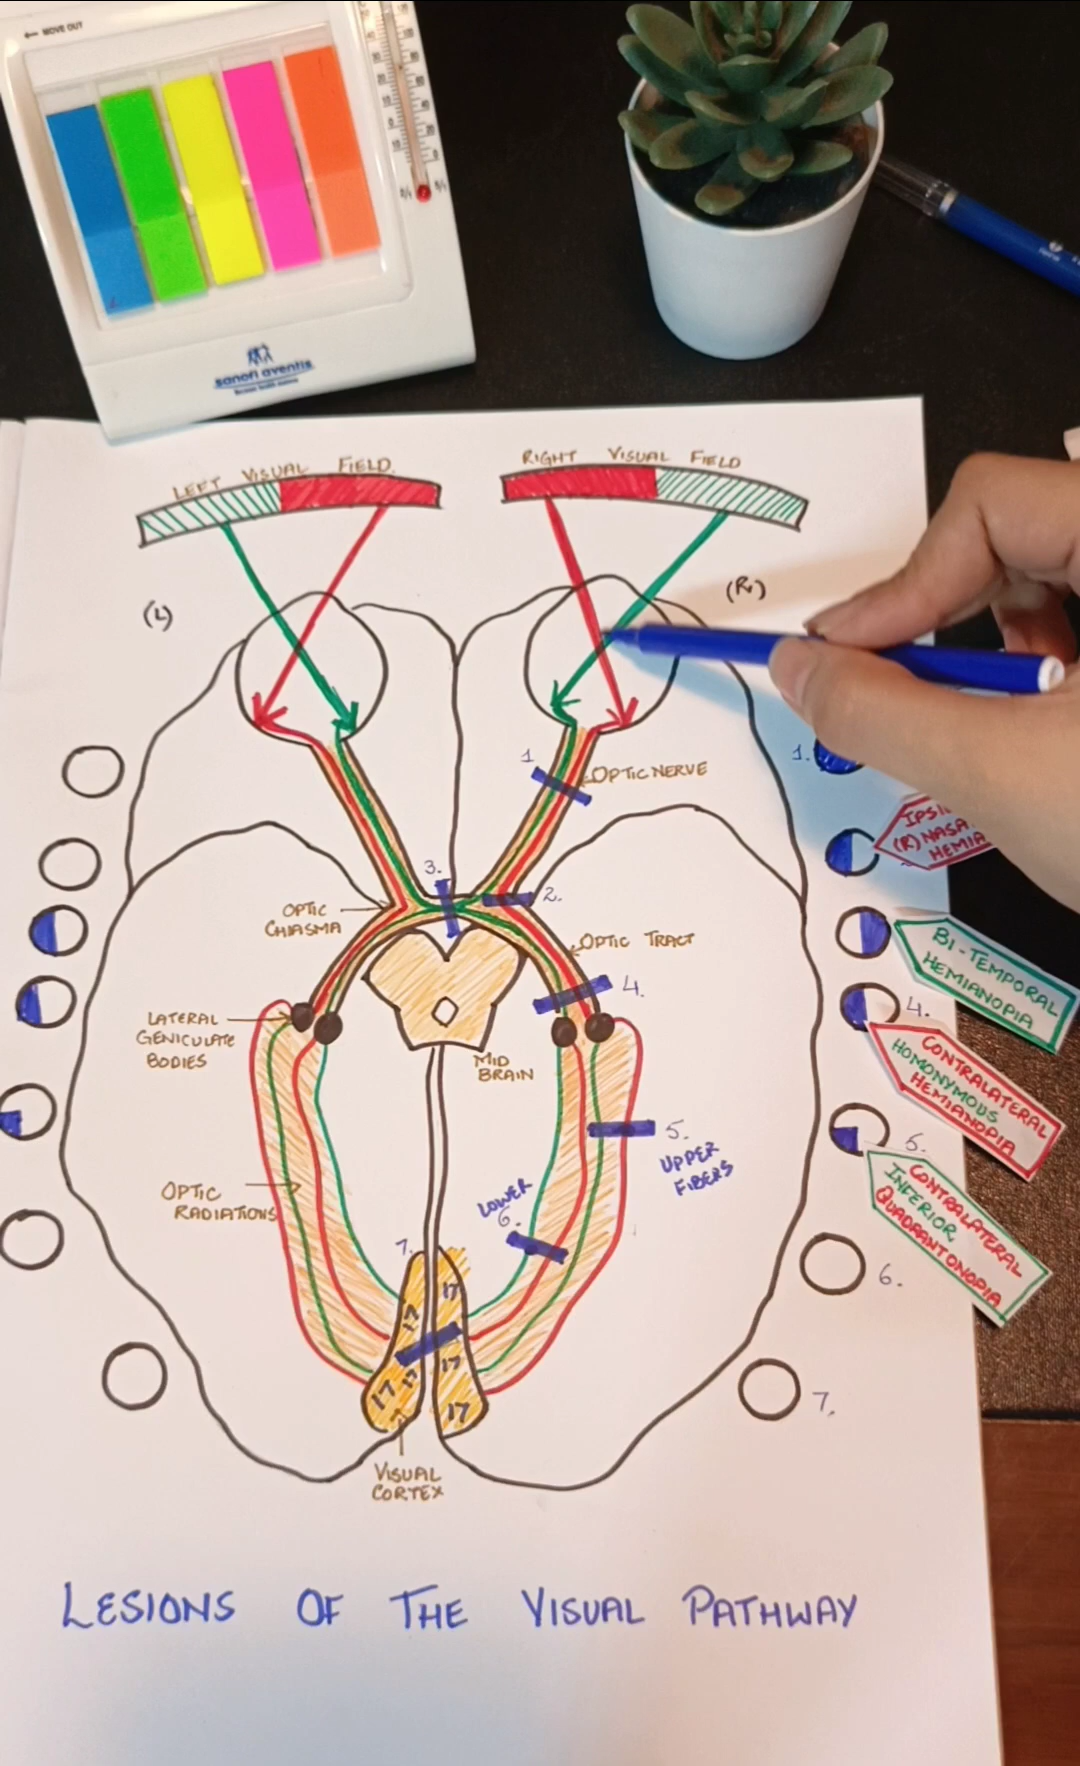 ← MOVE OUT
sanofi aventis
LEFT VISUAL FIELD
RIGHT VISUAL FIELD
(L)
(R)
1
OPTIC NERVE
1.
IPSI
(R) NASA
HEMIA
3.
2.
OPTIC
CHIASMA
OPTIC TRACT
BI-TEMPORAL
HEMIANOPIA
4.
4.
LATERAL
GENICULATE
BODIES
MID
BRAIN
CONTRALATERAL
HOMONYMOUS
HEMIANOPIA
5.
UPPER
FIBERS
5.
CONTRALATERAL
INFERIOR
QUADRANTONOPIA
OPTIC
RADIATIONS
LOWER
6.
7.
6.
17
17
17
17
17
17
7.
VISUAL
CORTEX
LESIONS OF THE VISUAL PATHWAY